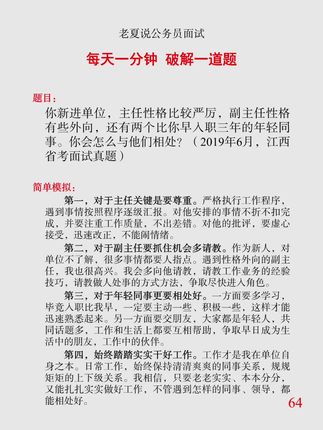 老夏说公务员面试
每天一分钟 破解一道题
题目：
你新进单位，主任性格比较严厉，副主任性格
有些外向，还有两个比你早入职三年的年轻同
事。你会怎么与他们相处？（2019年6月，江西
省考面试真题）
简单模拟：
第一，对于主任关键是要尊重。严格执行工作程序，
遇到事情按照程序逐级汇报。对他安排的事情不折不扣完
成，并要注重工作质量，不出差错。对他的批评，要虚心
接受，迅速改正，不能闹情绪。
第二，对于副主任要抓住机会多请教。作为新人，对
单位不了解，很多事情都要人指点。遇到性格外向的副主
任，我也很高兴。我会多向他请教，请教工作业务的经验
技巧，请教做人处事的方式方法，争取尽快进入角色。
第三，对于年轻同事更要相处好。一方面要多学习，
毕竟入职比我早，一定要主动一些、积极一些，这样才能
迅速熟悉起来。另一方面要交朋友，大家都是年轻人，共
同话题多，工作和生活上都要互相帮助，争取早日成为生
活中的朋友，工作中的伙伴。
第四，始终踏踏实实干好工作。工作才是我在单位自
身之本。日常工作，始终保持清清爽爽的同事关系，规规
矩矩的上下级关系。我相信，只要老老实实、本本分分，
又能扎扎实实做好工作，不管遇到怎样的同事、领导，都
能相处好。
64